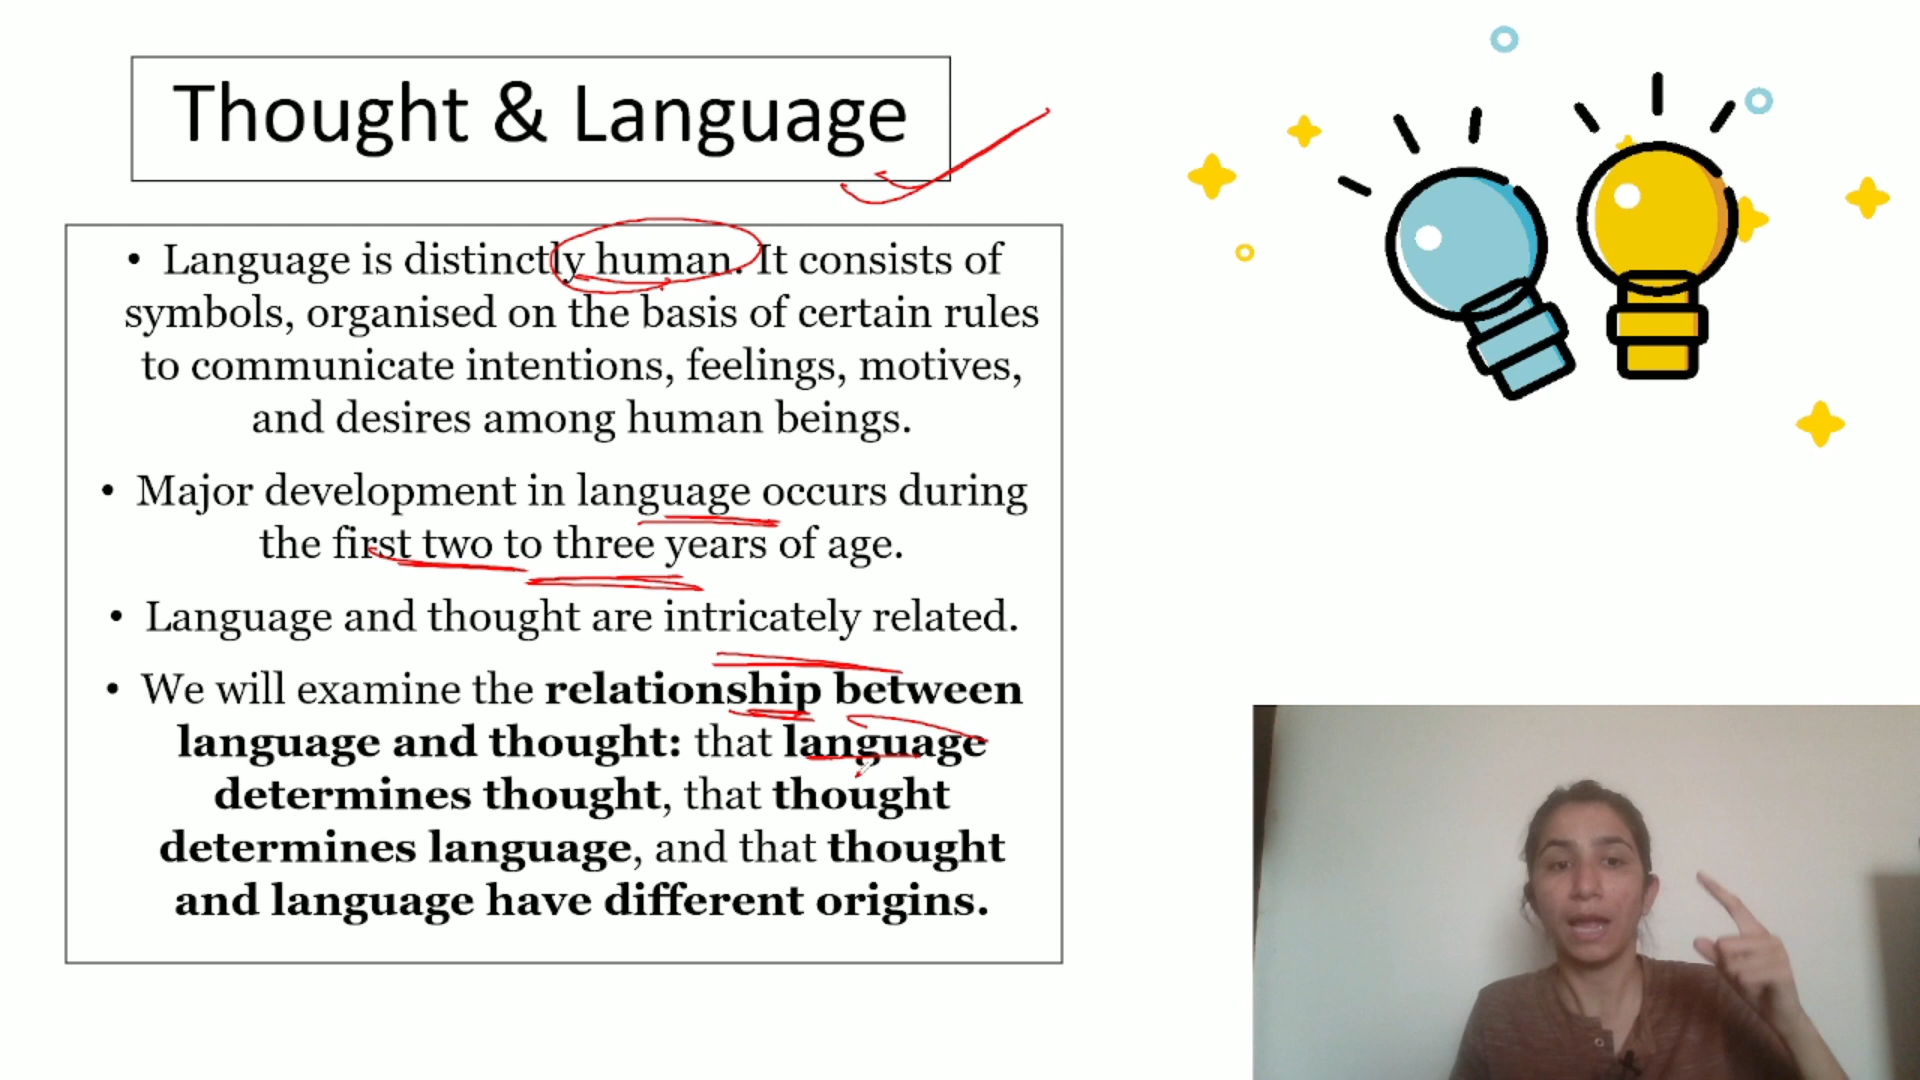 Thought & Language
• Language is distinctly human. It consists of
symbols, organised on the basis of certain rules
to communicate intentions, feelings, motives,
and desires among human beings.
• Major development in language occurs during
the first two to three years of age.
• Language and thought are intricately related.
• We will examine the relationship between
language and thought: that language
determines thought, that thought
determines language, and that thought
and language have different origins.